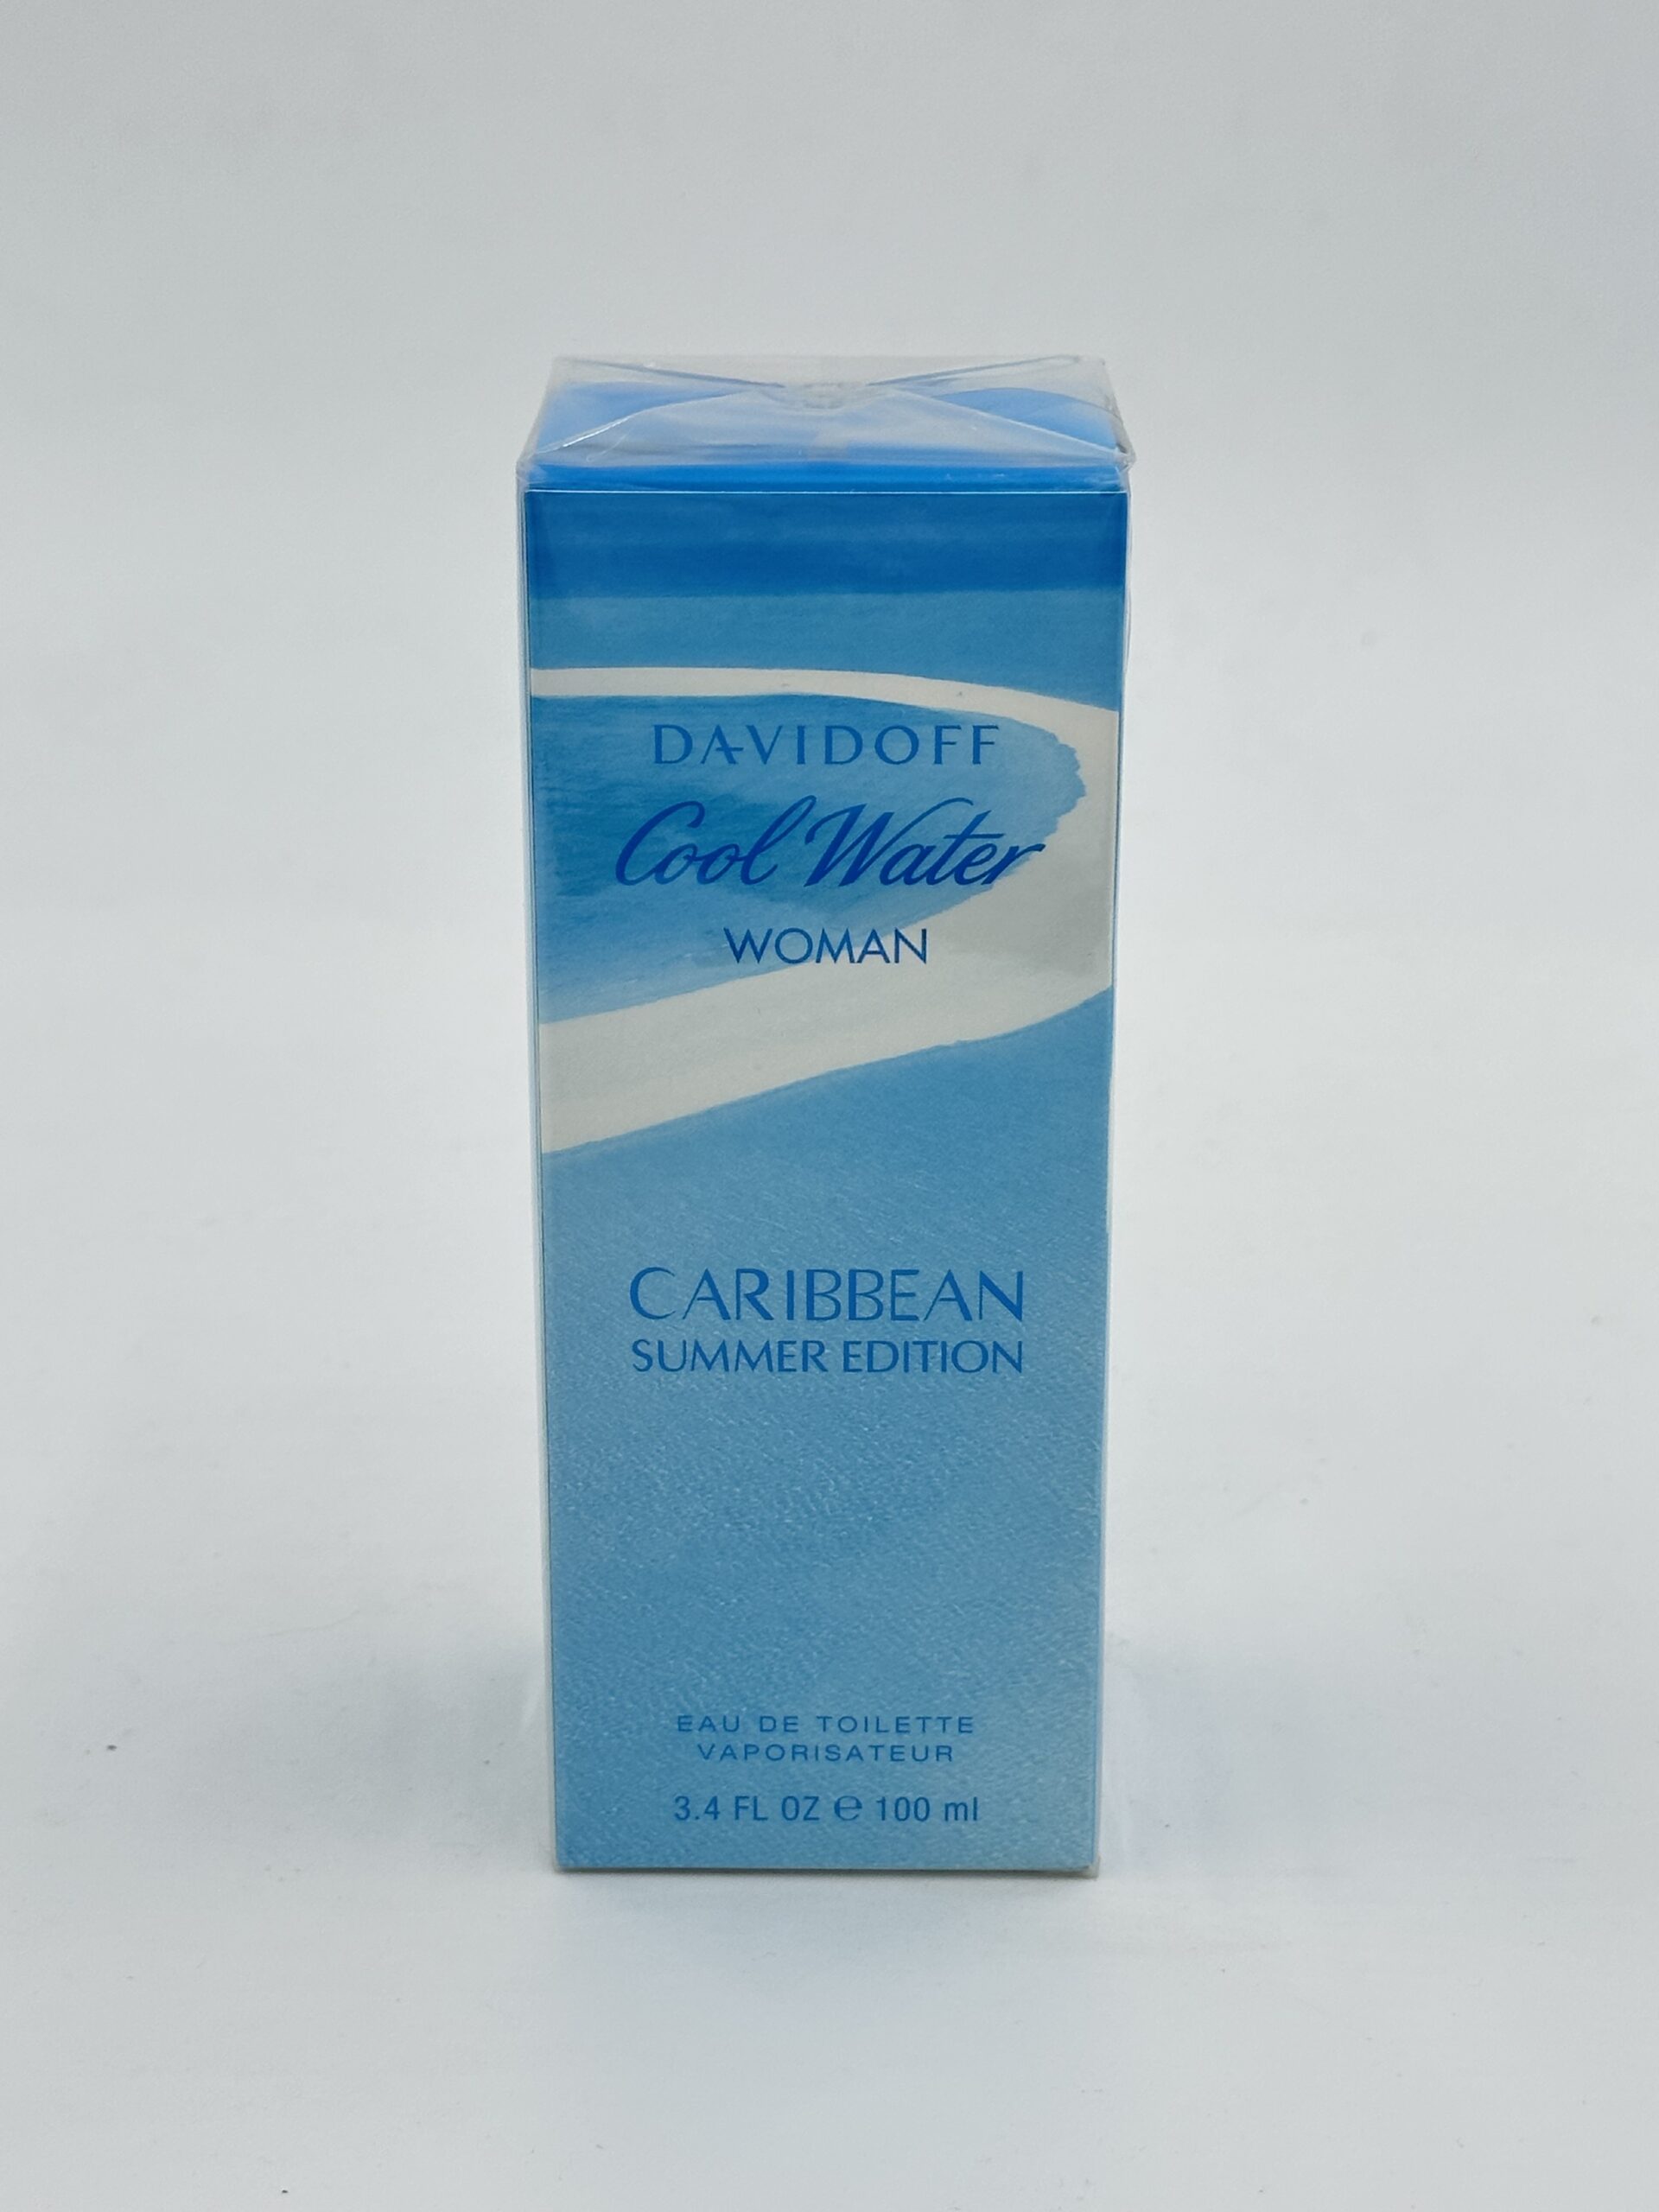 DAVIDOFF
Cool Water
WOMAN
CARIBBEAN
SUMMER EDITION
EAU DE TOILETTE
VAPORISATEUR
3.4 FL OZ ℮ 100 ml